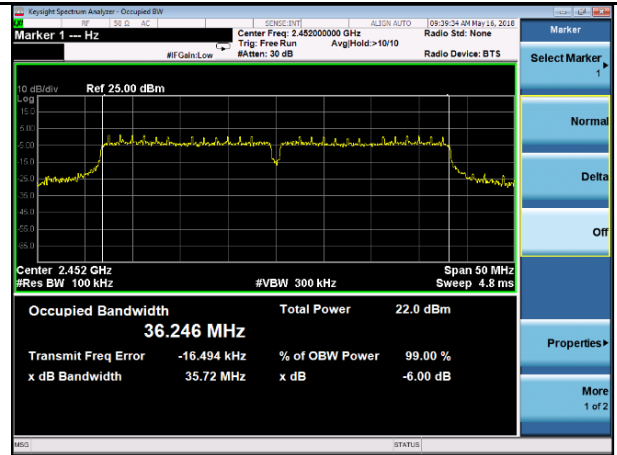 Keysight Spectrum Analyzer - Occupied BW
RF 50 Ω AC SENSE:INT ALIGN AUTO 09:39:34 AM May 16, 2016
Marker 1 --- Hz
Center Freq: 2.452000000 GHz
Radio Std: None
Trig: Free Run Avg|Hold:>10/10
#IFGain:Low #Atten: 30 dB Radio Device: BTS
10 dB/div Ref 25.00 dBm
Log
15.0
5.00
-5.00
-15.0
-25.0
-35.0
-45.0
-55.0
-65.0
Center 2.452 GHz Span 50 MHz
#Res BW 100 kHz #VBW 300 kHz Sweep 4.8 ms
Occupied Bandwidth Total Power 22.0 dBm
36.246 MHz
Transmit Freq Error -16.494 kHz % of OBW Power 99.00 %
x dB Bandwidth 35.72 MHz x dB -6.00 dB
MSG STATUS
Marker
Select Marker
1
Normal
Delta
Off
Properties
More
1 of 2